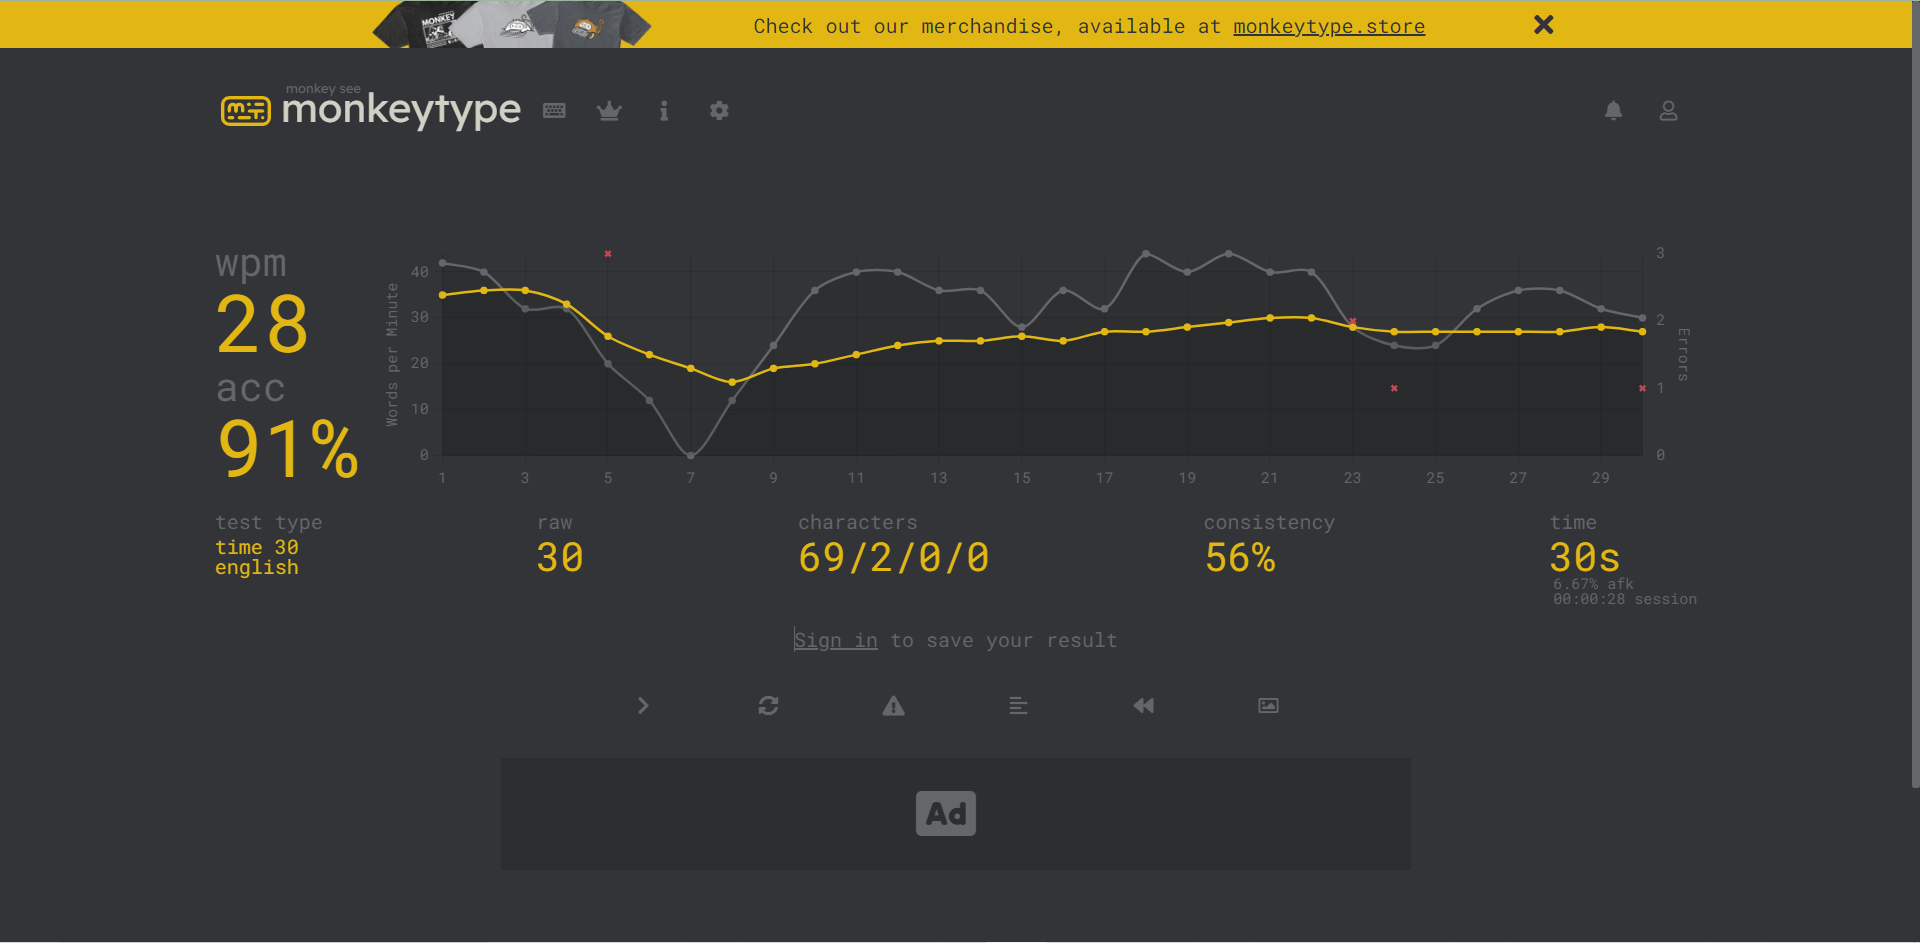 MONKEY
Check out our merchandise, available at monkeytype.store
monkey see
monkeytype
wpm
28
acc
91%
Words per Minute
40
30
20
10
0
1 3 5 7 9 11 13 15 17 19 21 23 25 27 29
3
2
1
0
Errors
test type
time 30
english
raw
30
characters
69/2/0/0
consistency
56%
time
30s
6.67% afk
00:00:28 session
Sign in to save your result
Ad